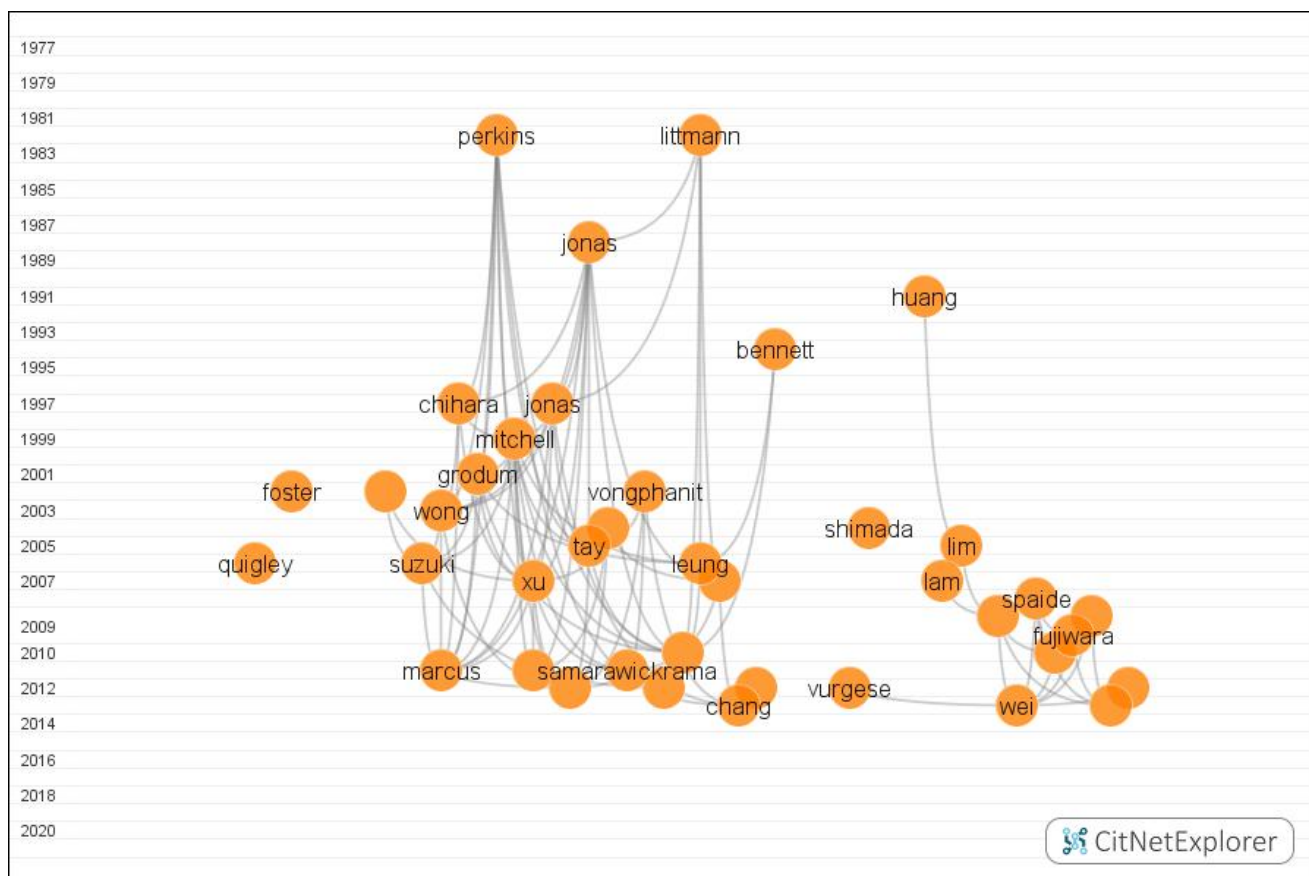 1977
1979
1981
perkins littmann
1983
1985
1987
jonas
1989
1991
huang
1993
bennett
1995
1997
chihara jonas
1999
mitchell
2001
grodum
foster vongphanit
2003
wong
shimada
2005
tay lim
quigley suzuki leung
2007
xu lam
spaide
2009
fujiwara
2010
marcus samarawickrama
2012
vurgese
chang wei
2014
2016
2018
2020
CitNetExplorer